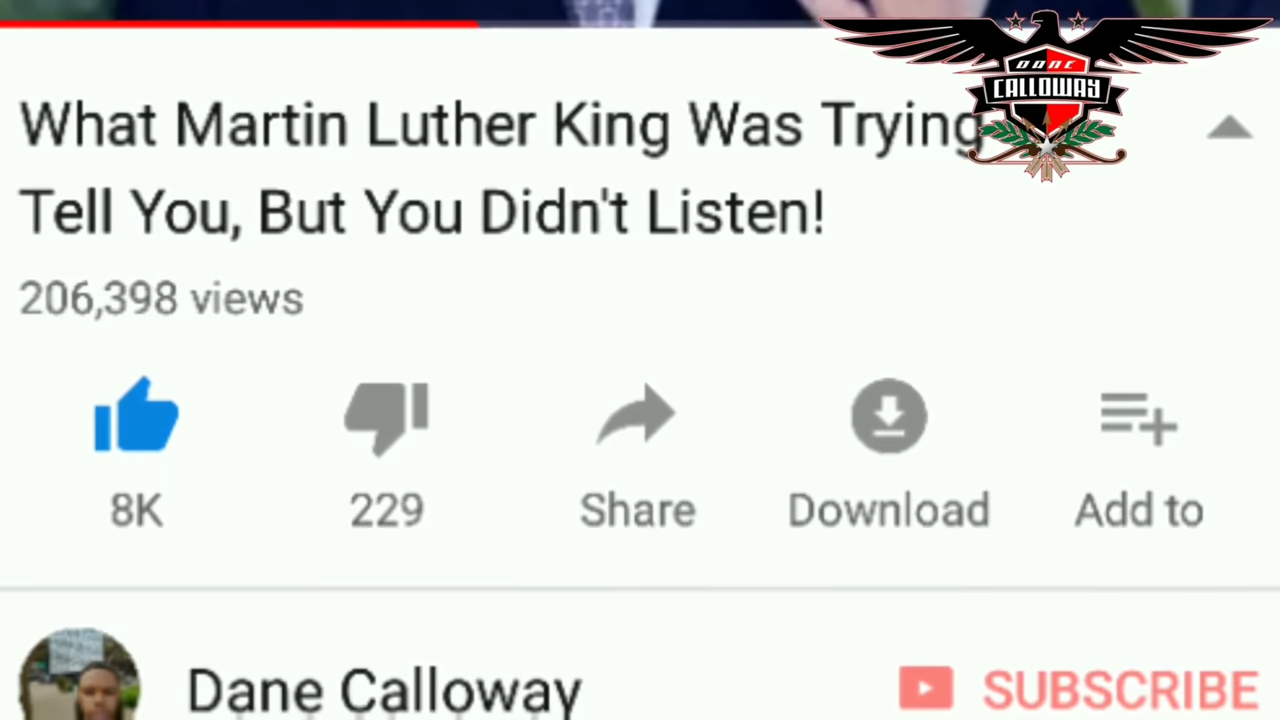 DANE
CALLOWAY
What Martin Luther King Was Trying
Tell You, But You Didn't Listen!
206,398 views
8K
229
Share
Download
Add to
Dane Calloway
SUBSCRIBE